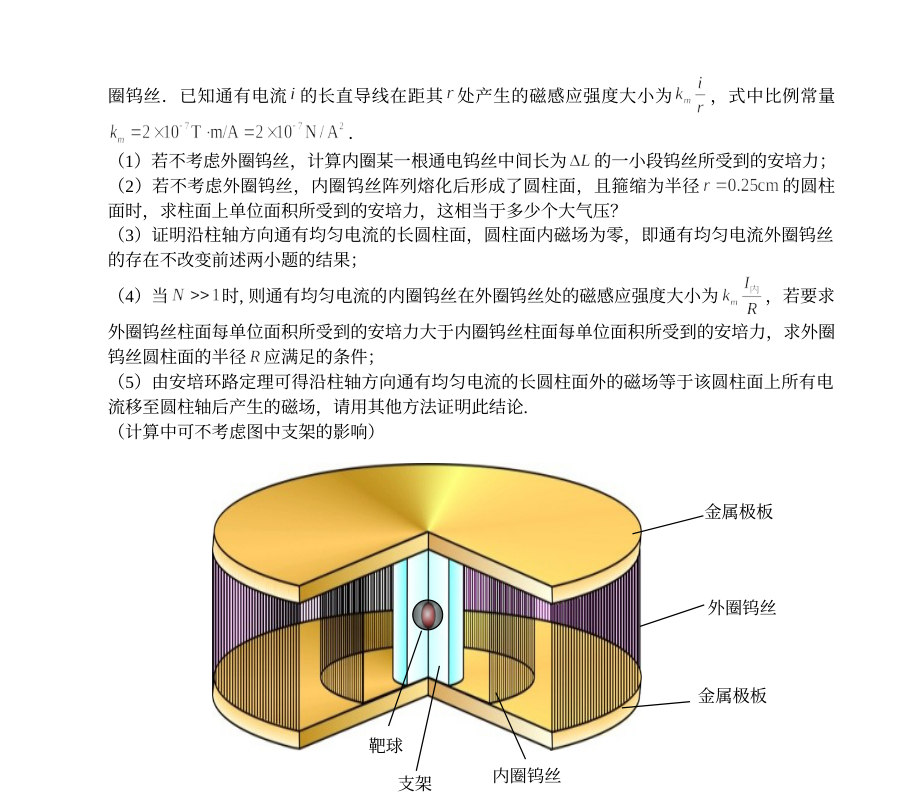 圈钨丝．已知通有电流 i 的长直导线在距其 r 处产生的磁感应强度大小为 k_m i/r ，式中比例常量
k_m =2×10^-7 T·m/A =2×10^-7 N/A^2 .
（1）若不考虑外圈钨丝，计算内圈某一根通电钨丝中间长为 ΔL 的一小段钨丝所受到的安培力；
（2）若不考虑外圈钨丝，内圈钨丝阵列熔化后形成了圆柱面，且箍缩为半径 r =0.25cm 的圆柱
面时，求柱面上单位面积所受到的安培力，这相当于多少个大气压？
（3）证明沿柱轴方向通有均匀电流的长圆柱面，圆柱面内磁场为零，即通有均匀电流外圈钨丝
的存在不改变前述两小题的结果；
（4）当 N >>1 时, 则通有均匀电流的内圈钨丝在外圈钨丝处的磁感应强度大小为 k_m I内/R ，若要求
外圈钨丝柱面每单位面积所受到的安培力大于内圈钨丝柱面每单位面积所受到的安培力，求外圈
钨丝圆柱面的半径 R 应满足的条件；
（5）由安培环路定理可得沿柱轴方向通有均匀电流的长圆柱面外的磁场等于该圆柱面上所有电
流移至圆柱轴后产生的磁场，请用其他方法证明此结论.
（计算中可不考虑图中支架的影响）
金属极板
外圈钨丝
金属极板
靶球
内圈钨丝
支架